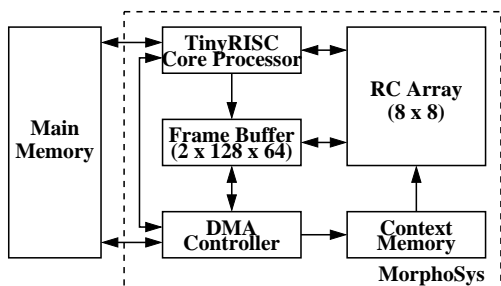 TinyRISC
Core Processor
RC Array
(8 x 8)
Main
Memory
Frame Buffer
(2 x 128 x 64)
DMA
Controller
Context
Memory
MorphoSys